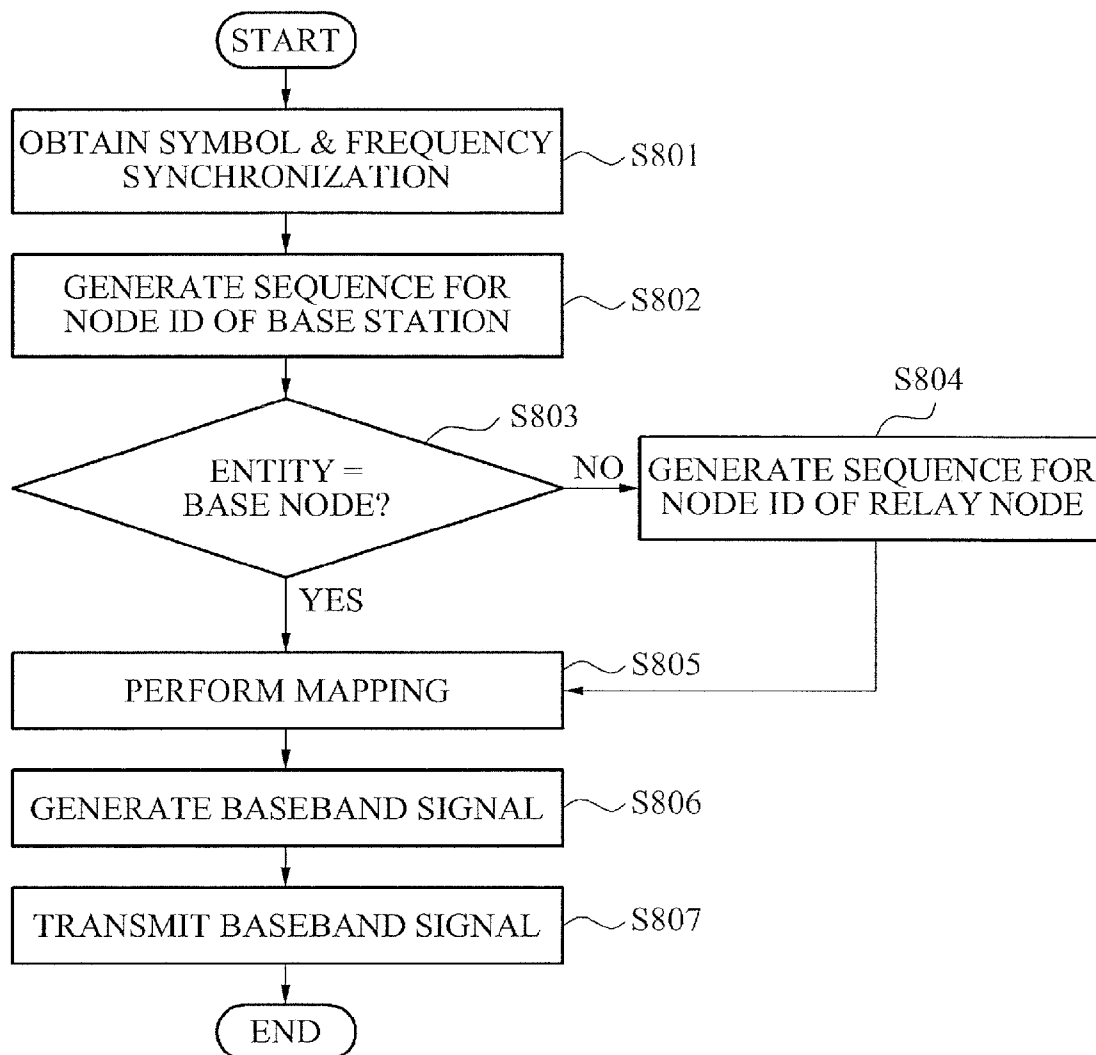 START
OBTAIN SYMBOL & FREQUENCY
SYNCHRONIZATION
S801
GENERATE SEQUENCE FOR
NODE ID OF BASE STATION
S802
ENTITY =
BASE NODE?
S803
NO
S804
GENERATE SEQUENCE FOR
NODE ID OF RELAY NODE
YES
PERFORM MAPPING
S805
GENERATE BASEBAND SIGNAL
S806
TRANSMIT BASEBAND SIGNAL
S807
END